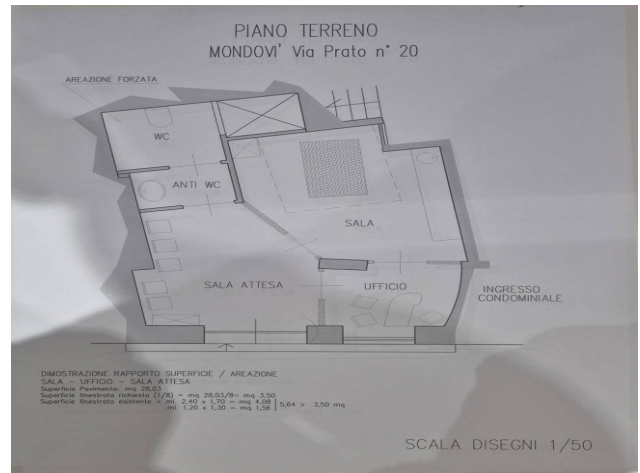 PIANO TERRENO
MONDOVI' Via Prato n° 20
AREAZIONE FORZATA
WC
ANTI WC
SALA
SALA ATTESA
UFFICIO
INGRESSO
CONDOMINIALE
DIMOSTRAZIONE RAPPORTO SUPERFICIE / AREAZIONE
SALA - UFFICIO - SALA ATTESA
Superficie Pavimento: mq 28,03
Superficie finestrata richiesta (1/8) = mq 28,03/8= mq 3,50
Superficie finestrata esistente = ml. 2,40 x 1,70 = mq 4,08 | 5,64 > 3,50 mq
ml. 1,20 x 1,30 = mq 1,56
SCALA DISEGNI 1/50